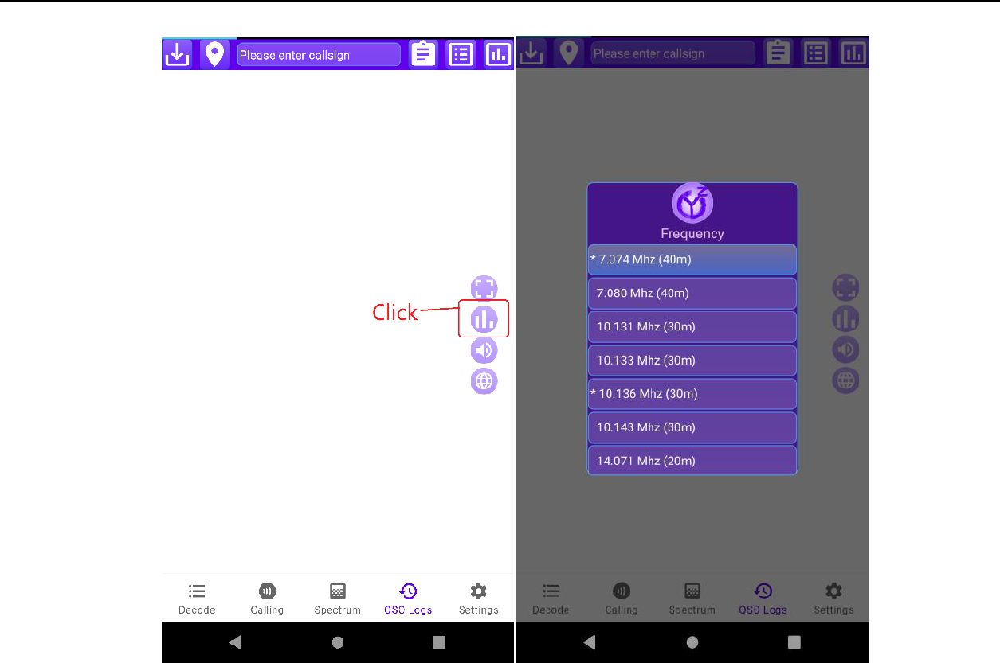 Please enter callsign
Click
Decode Calling Spectrum QSO Logs Settings
Please enter callsign
Frequency
* 7.074 Mhz (40m)
7.080 Mhz (40m)
10.131 Mhz (30m)
10.133 Mhz (30m)
* 10.136 Mhz (30m)
10.143 Mhz (30m)
14.071 Mhz (20m)
Decode Calling Spectrum QSO Logs Settings